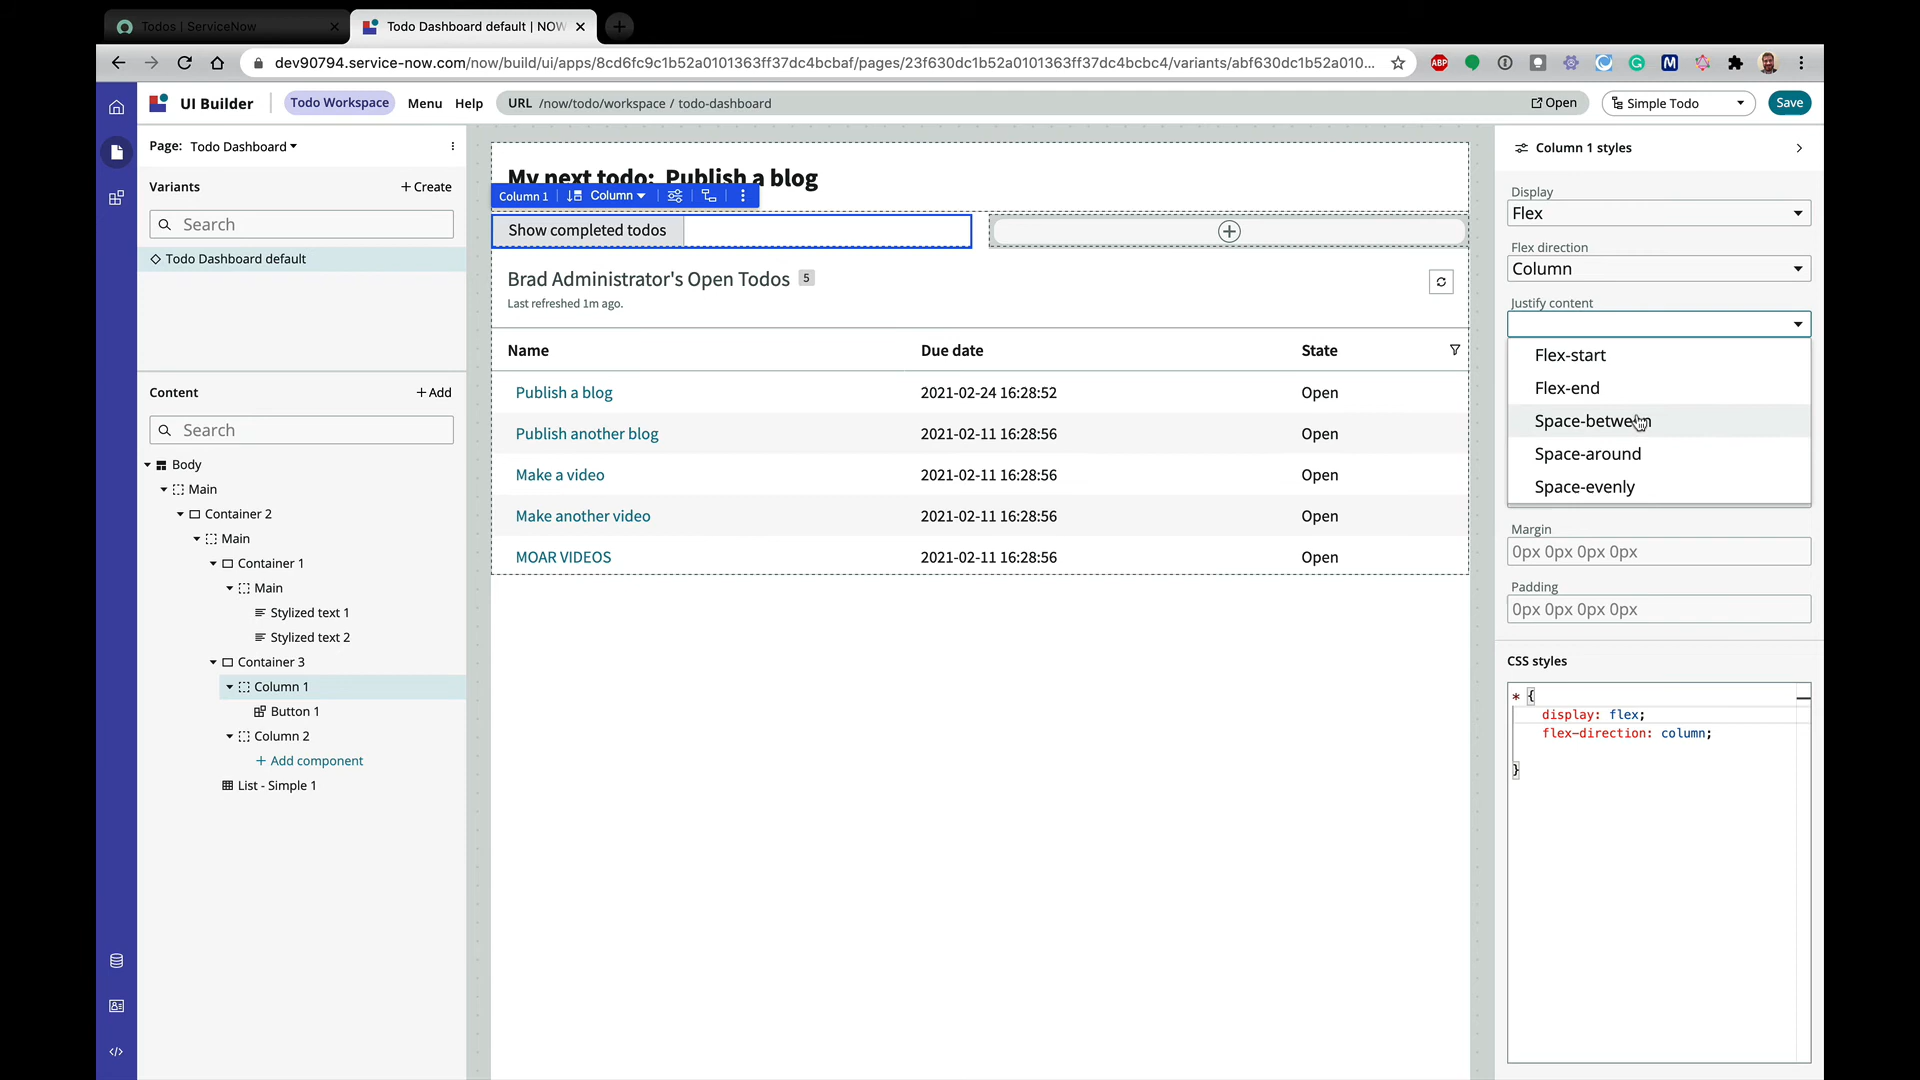 Todos | ServiceNow
Todo Dashboard default | NOW
dev90794.service-now.com/now/build/ui/apps/8cd6fc9c1b52a0101363ff37dc4bcbaf/pages/23f630dc1b52a0101363ff37dc4bcbc4/variants/abf630dc1b52a010...
ABP
M
UI Builder
Todo Workspace
Menu
Help
URL /now/todo/workspace / todo-dashboard
Open
Simple Todo
Save
Page: Todo Dashboard
Variants
+ Create
Search
Todo Dashboard default
Content
+ Add
Search
Body
Main
Container 2
Main
Container 1
Main
Stylized text 1
Stylized text 2
Container 3
Column 1
Button 1
Column 2
+ Add component
List - Simple 1
My next todo: Publish a blog
Column 1
Column
Show completed todos
Brad Administrator's Open Todos 5
Last refreshed 1m ago.
Name Due date State
Publish a blog 2021-02-24 16:28:52 Open
Publish another blog 2021-02-11 16:28:56 Open
Make a video 2021-02-11 16:28:56 Open
Make another video 2021-02-11 16:28:56 Open
MOAR VIDEOS 2021-02-11 16:28:56 Open
Column 1 styles
Display
Flex
Flex direction
Column
Justify content
Flex-start
Flex-end
Space-between
Space-around
Space-evenly
Margin
0px 0px 0px 0px
Padding
0px 0px 0px 0px
CSS styles
* {
display: flex;
flex-direction: column;
}